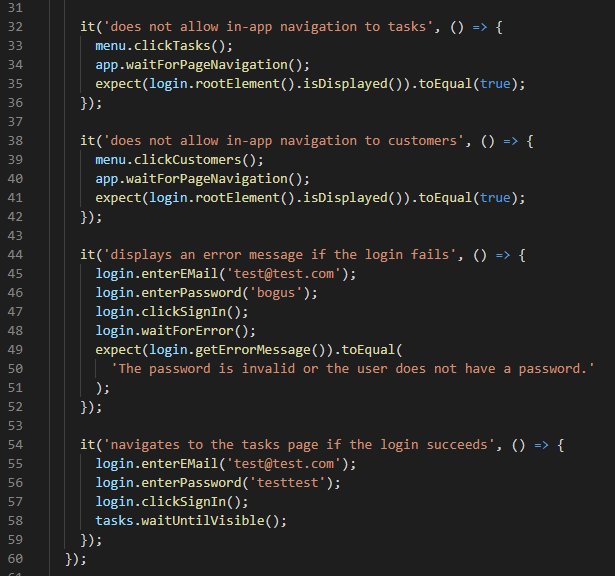 31
32 it('does not allow in-app navigation to tasks', () => {
33 menu.clickTasks();
34 app.waitForPageNavigation();
35 expect(login.rootElement().isDisplayed()).toEqual(true);
36 });
37
38 it('does not allow in-app navigation to customers', () => {
39 menu.clickCustomers();
40 app.waitForPageNavigation();
41 expect(login.rootElement().isDisplayed()).toEqual(true);
42 });
43
44 it('displays an error message if the login fails', () => {
45 login.enterEMail('test@test.com');
46 login.enterPassword('bogus');
47 login.clickSignIn();
48 login.waitForError();
49 expect(login.getErrorMessage()).toEqual(
50 'The password is invalid or the user does not have a password.'
51 );
52 });
53
54 it('navigates to the tasks page if the login succeeds', () => {
55 login.enterEMail('test@test.com');
56 login.enterPassword('testtest');
57 login.clickSignIn();
58 tasks.waitUntilVisible();
59 });
60 });